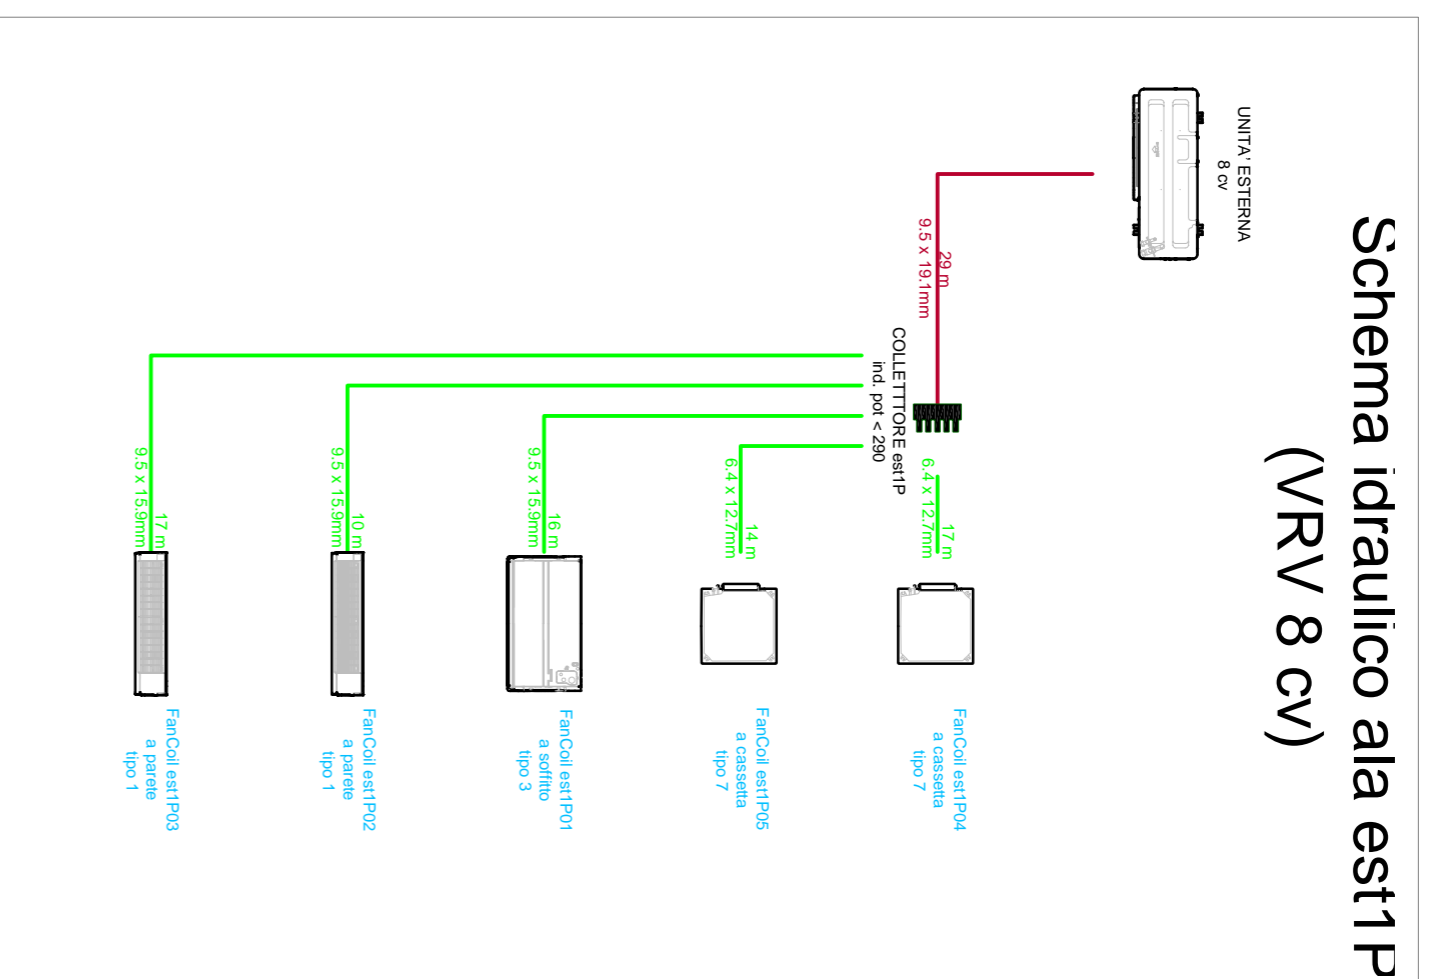 Schema idraulico ala est1P
(VRV 8 cv)
UNITA' ESTERNA
8 cv
29 m
9.5 x 19.1mm
COLLETTTORE est1P
ind. pot < 290
17 m
6.4 x 12.7mm
14 m
6.4 x 12.7mm
16 m
9.5 x 15.9mm
10 m
9.5 x 15.9mm
17 m
9.5 x 15.9mm
FanCoil est1P04
a cassetta
tipo 7
FanCoil est1P05
a cassetta
tipo 7
FanCoil est1P01
a soffitto
tipo 3
FanCoil est1P02
a parete
tipo 1
FanCoil est1P03
a parete
tipo 1